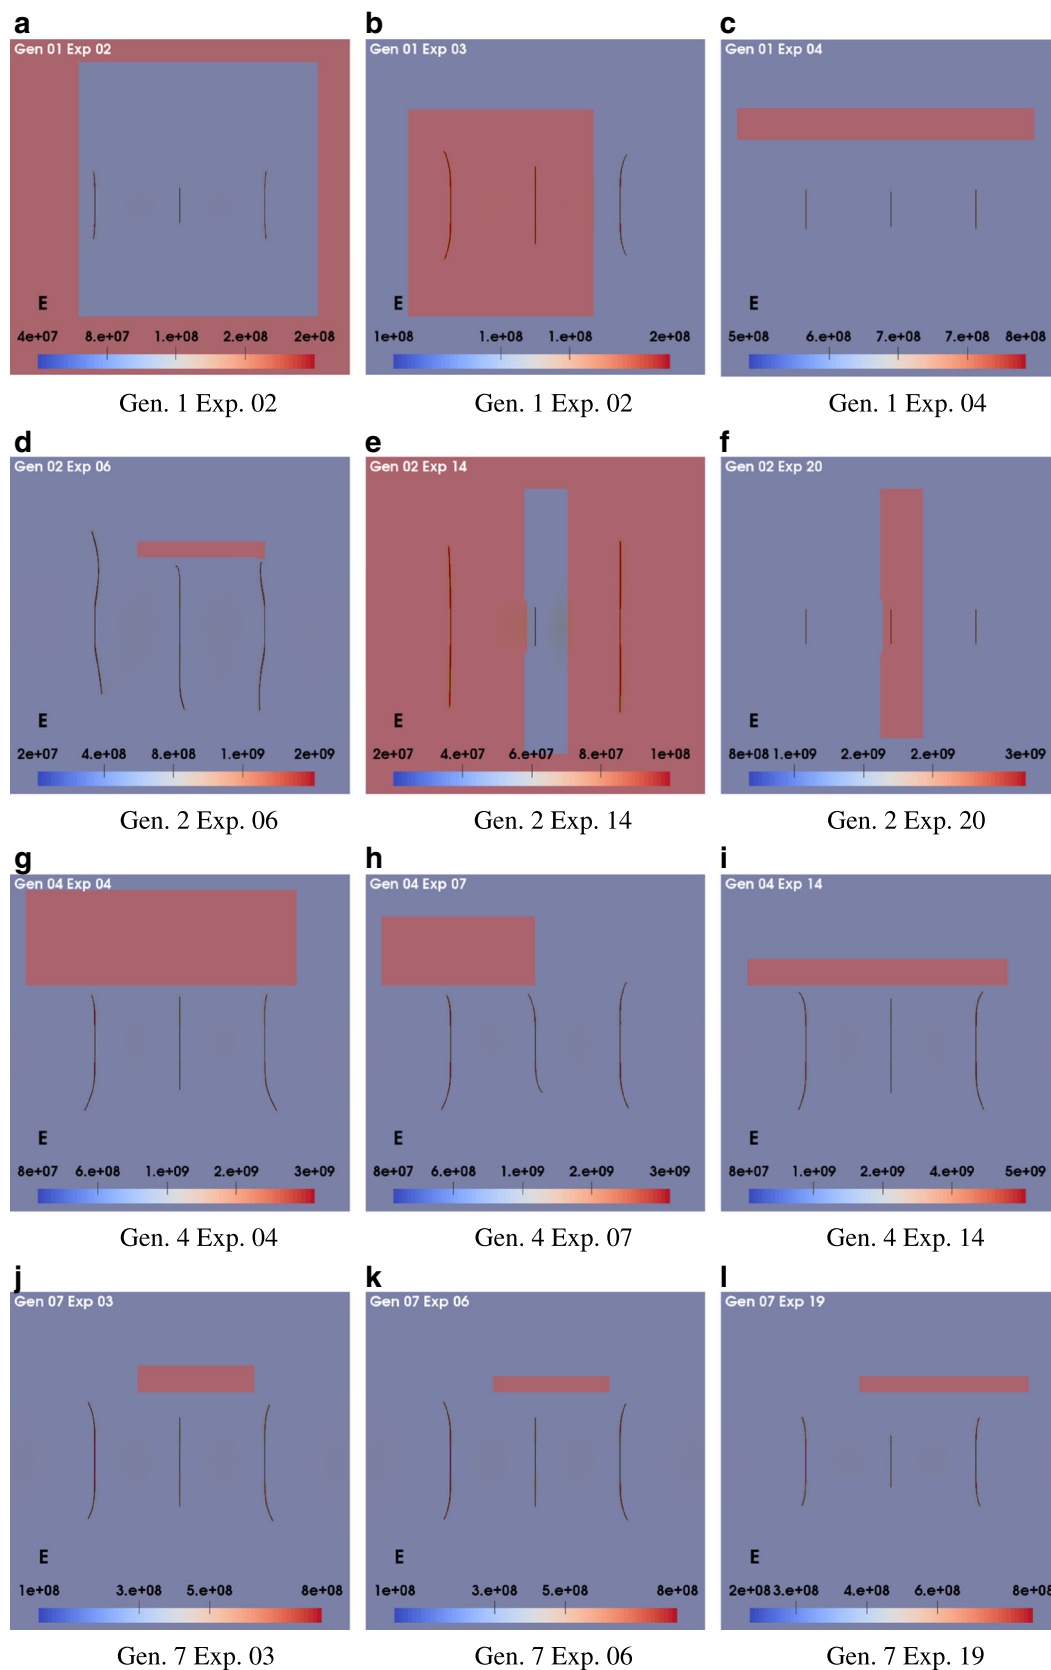 a
b
c
Gen 01 Exp 02
Gen 01 Exp 03
Gen 01 Exp 04
E
E
E
4e+07 8.e+07 1.e+08 2.e+08 2e+08
1e+08 1.e+08 1.e+08 2e+08
5e+08 6.e+08 7.e+08 7.e+08 8e+08
Gen. 1 Exp. 02
Gen. 1 Exp. 02
Gen. 1 Exp. 04
d
e
f
Gen 02 Exp 06
Gen 02 Exp 14
Gen 02 Exp 20
E
E
E
2e+07 4.e+08 8.e+08 1.e+09 2e+09
2e+07 4.e+07 6.e+07 8.e+07 1e+08
8e+08 1.e+09 2.e+09 2.e+09 3e+09
Gen. 2 Exp. 06
Gen. 2 Exp. 14
Gen. 2 Exp. 20
g
h
i
Gen 04 Exp 04
Gen 04 Exp 07
Gen 04 Exp 14
E
E
E
8e+07 6.e+08 1.e+09 2.e+09 3e+09
8e+07 6.e+08 1.e+09 2.e+09 3e+09
8e+07 1.e+09 2.e+09 4.e+09 5e+09
Gen. 4 Exp. 04
Gen. 4 Exp. 07
Gen. 4 Exp. 14
j
k
l
Gen 07 Exp 03
Gen 07 Exp 06
Gen 07 Exp 19
E
E
E
1e+08 3.e+08 5.e+08 8e+08
1e+08 3.e+08 5.e+08 8e+08
2e+08 3.e+08 4.e+08 6.e+08 8e+08
Gen. 7 Exp. 03
Gen. 7 Exp. 06
Gen. 7 Exp. 19